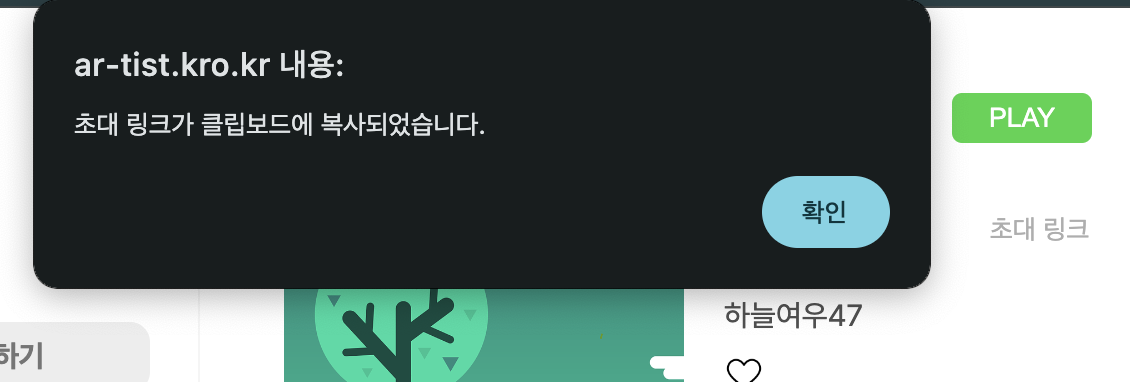 ar-tist.kro.kr 내용:
초대 링크가 클립보드에 복사되었습니다.
확인
PLAY
초대 링크
하늘여우47
하기